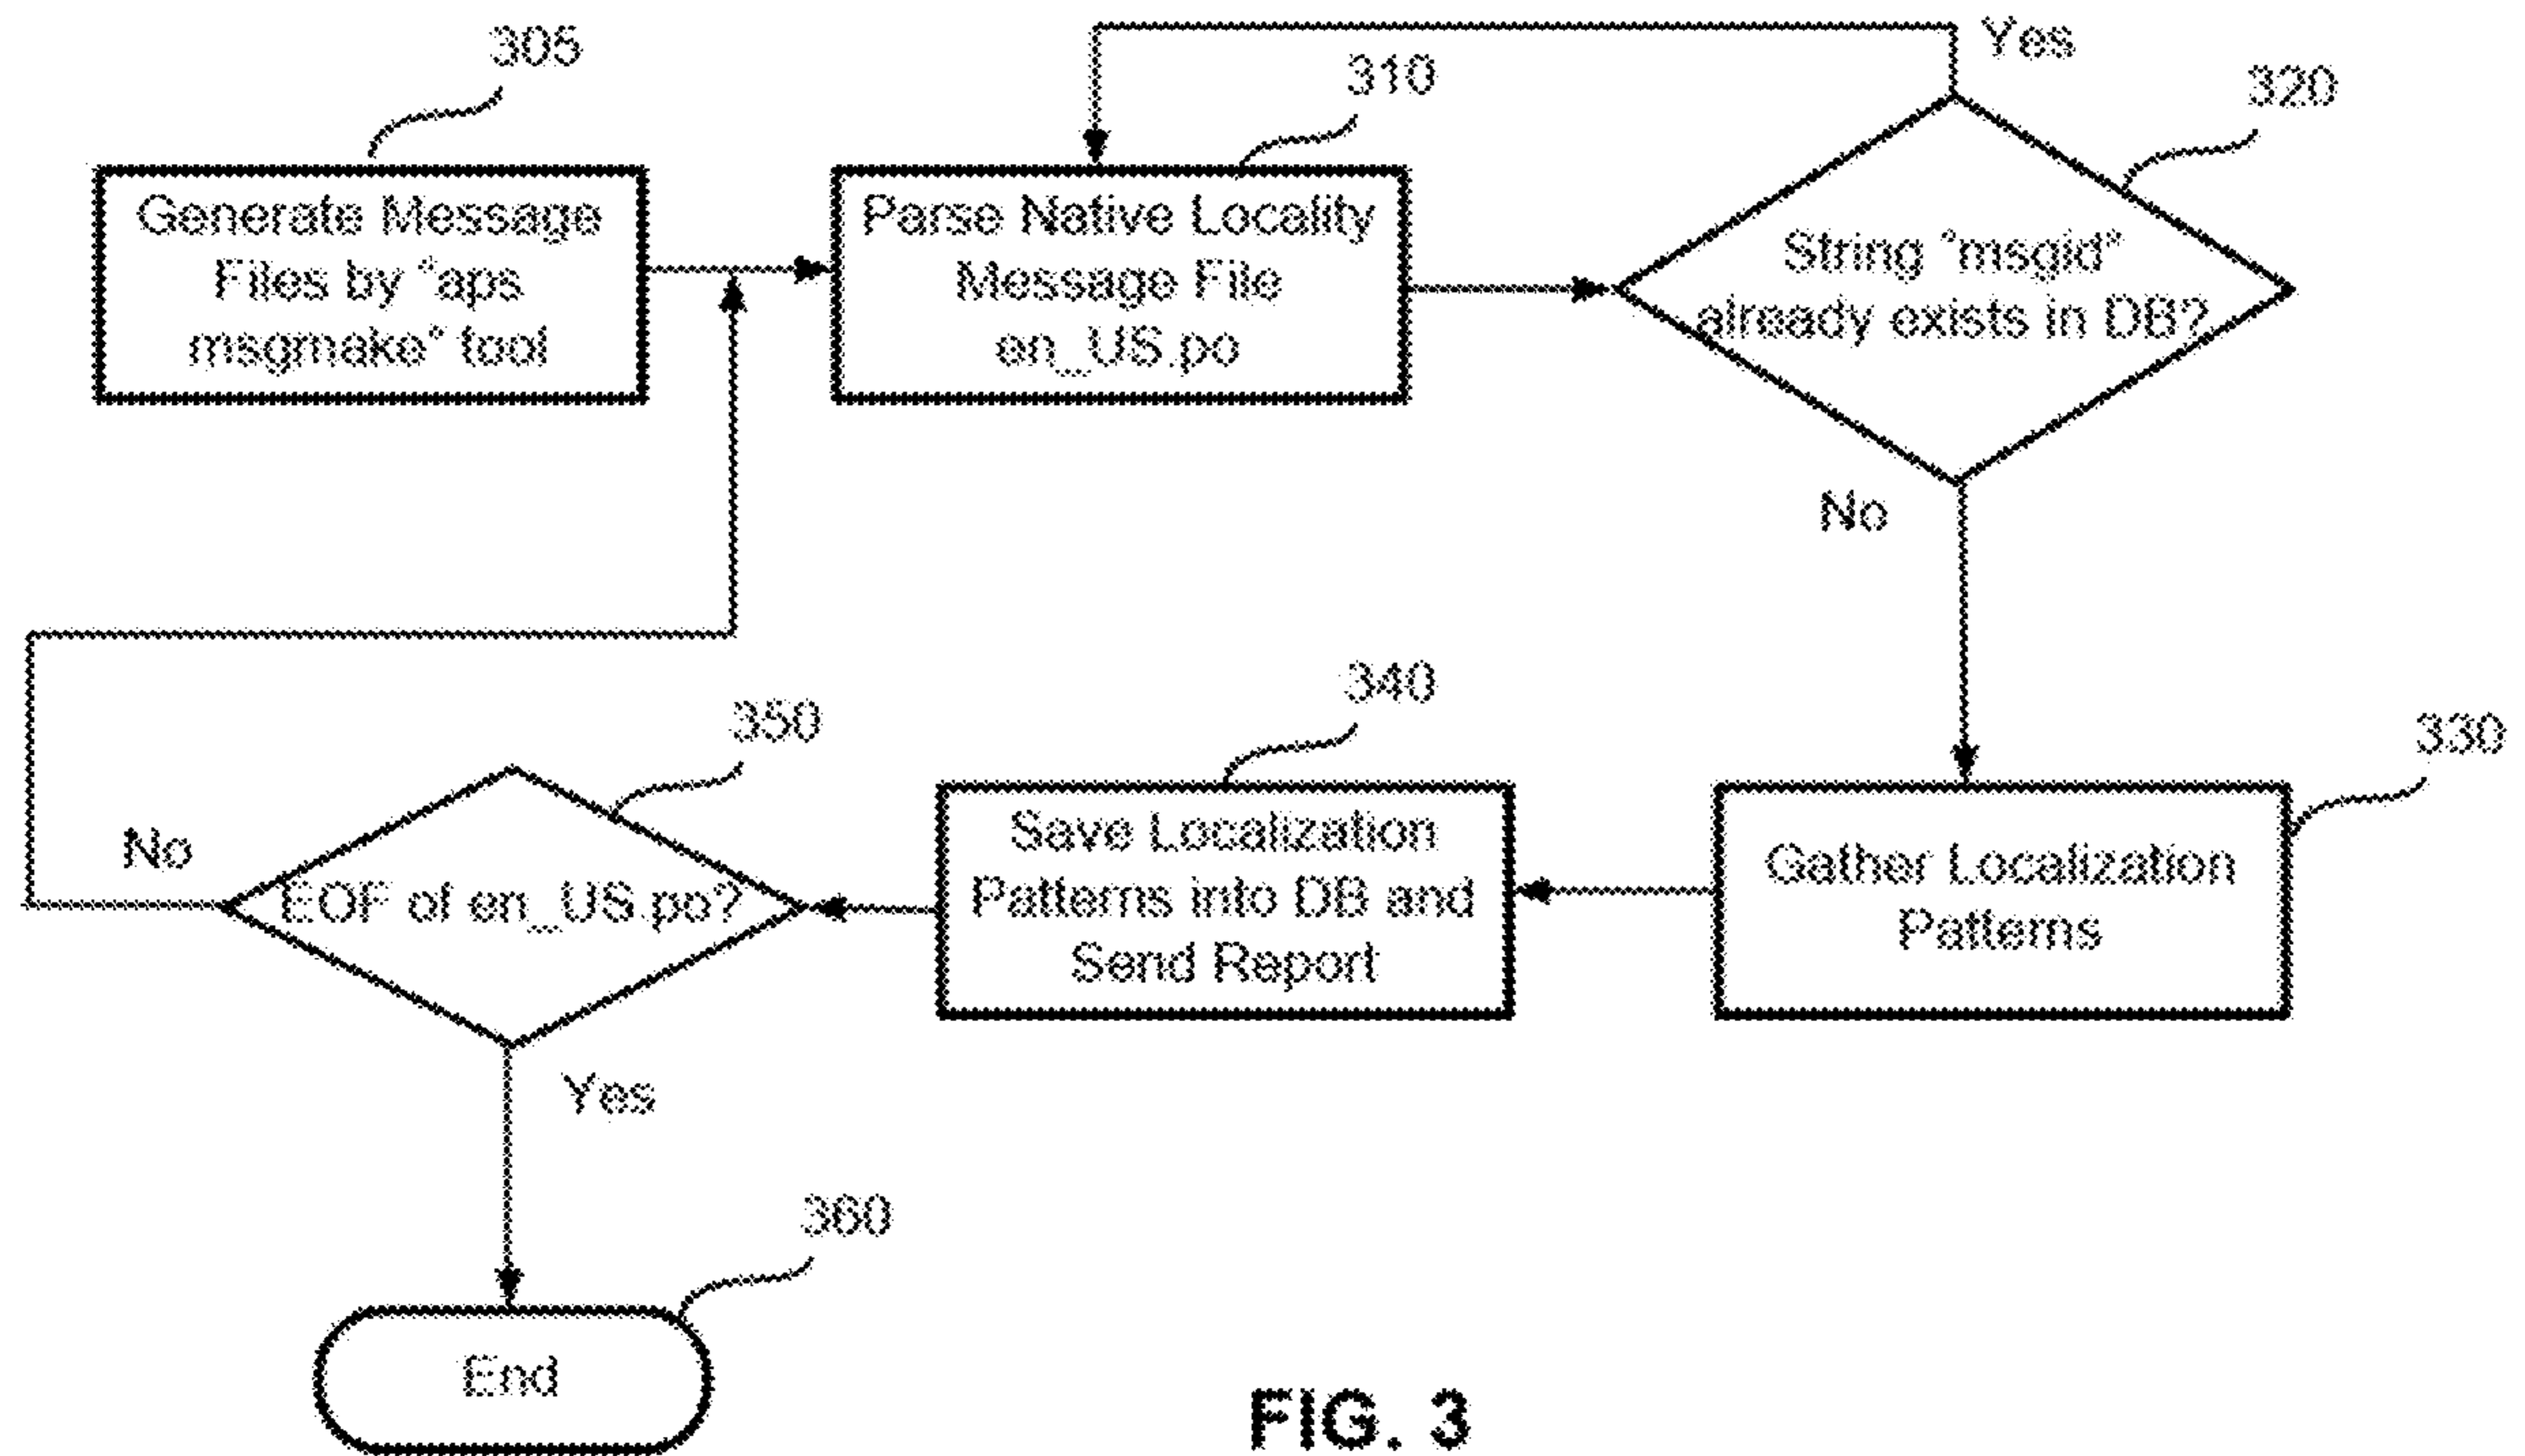 305
Generate Message
Files by "aps
msgmake" tool
310
Parse Native Locality
Message File
en_US.po
Yes
320
String "msgid"
already exists in DB?
No
330
Gather Localization
Patterns
340
Save Localization
Patterns into DB and
Send Report
350
EOF of en_US.po?
No
Yes
360
End
FIG. 3